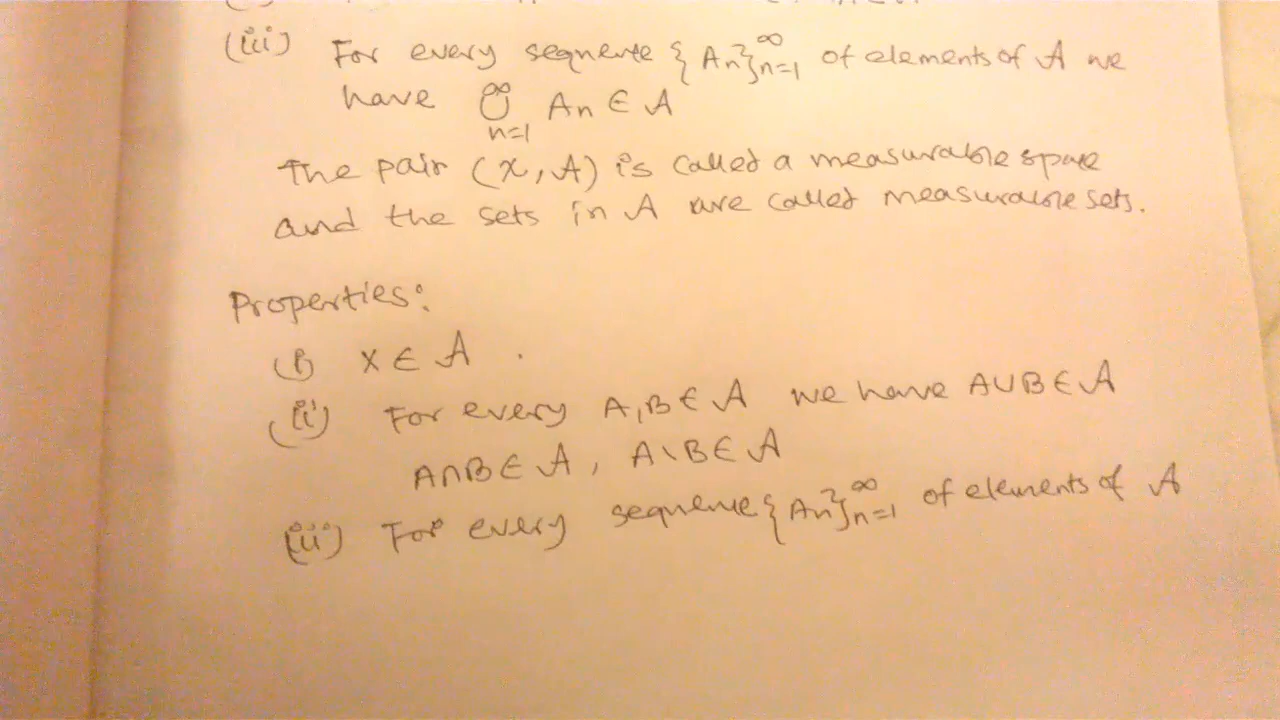 (iii) For every sequence {An}_{n=1}^∞ of elements of A we
have ∪_{n=1}^∞ An ∈ A
The pair (X, A) is called a measurable space
and the sets in A are called measurable sets.
Properties:
(i) X ∈ A .
(ii) For every A, B ∈ A we have A∪B ∈ A
A∩B ∈ A, A\B ∈ A
(iii) For every sequence {An}_{n=1}^∞ of elements of A